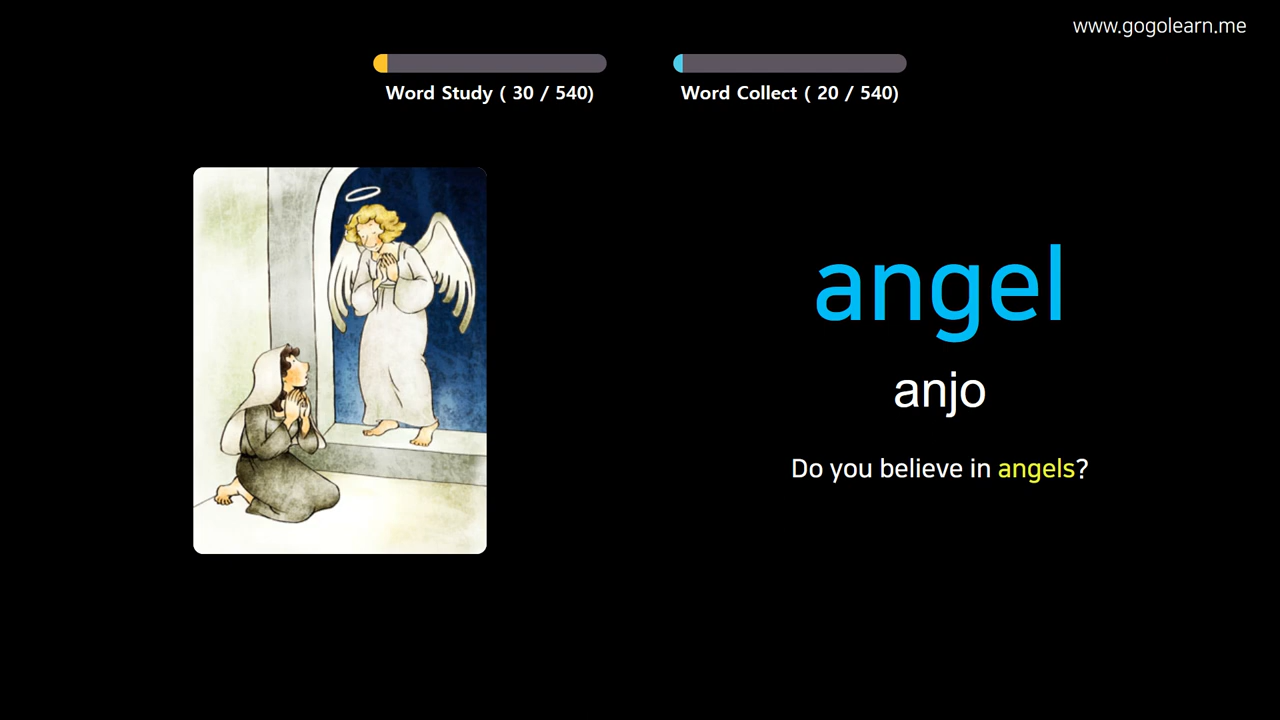 www.gogolearn.me
Word Study ( 30 / 540)
Word Collect ( 20 / 540)
angel
anjo
Do you believe in angels?